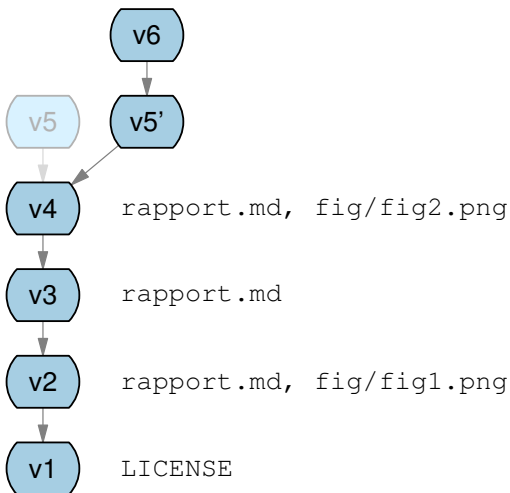 v6
v5 v5’
v4 rapport.md, fig/fig2.png
v3 rapport.md
v2 rapport.md, fig/fig1.png
v1 LICENSE